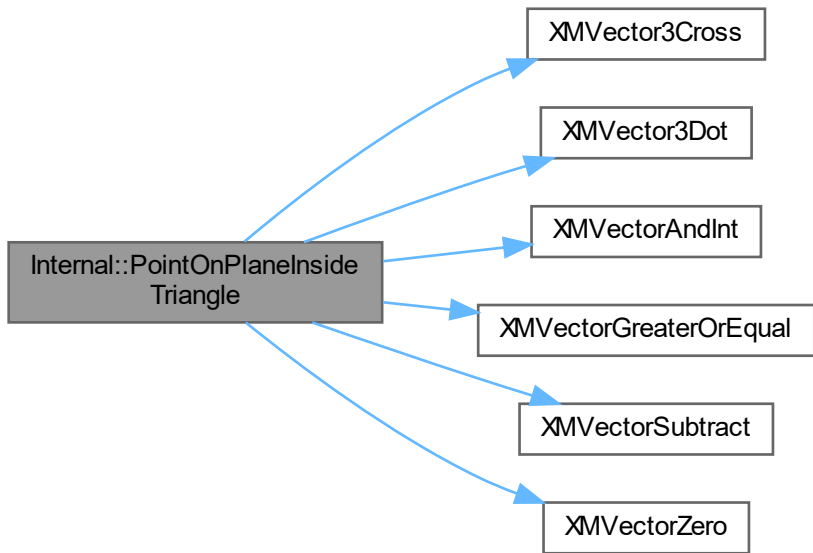 XMVector3Cross
XMVector3Dot
XMVectorAndInt
Internal::PointOnPlaneInside
Triangle
XMVectorGreaterOrEqual
XMVectorSubtract
XMVectorZero